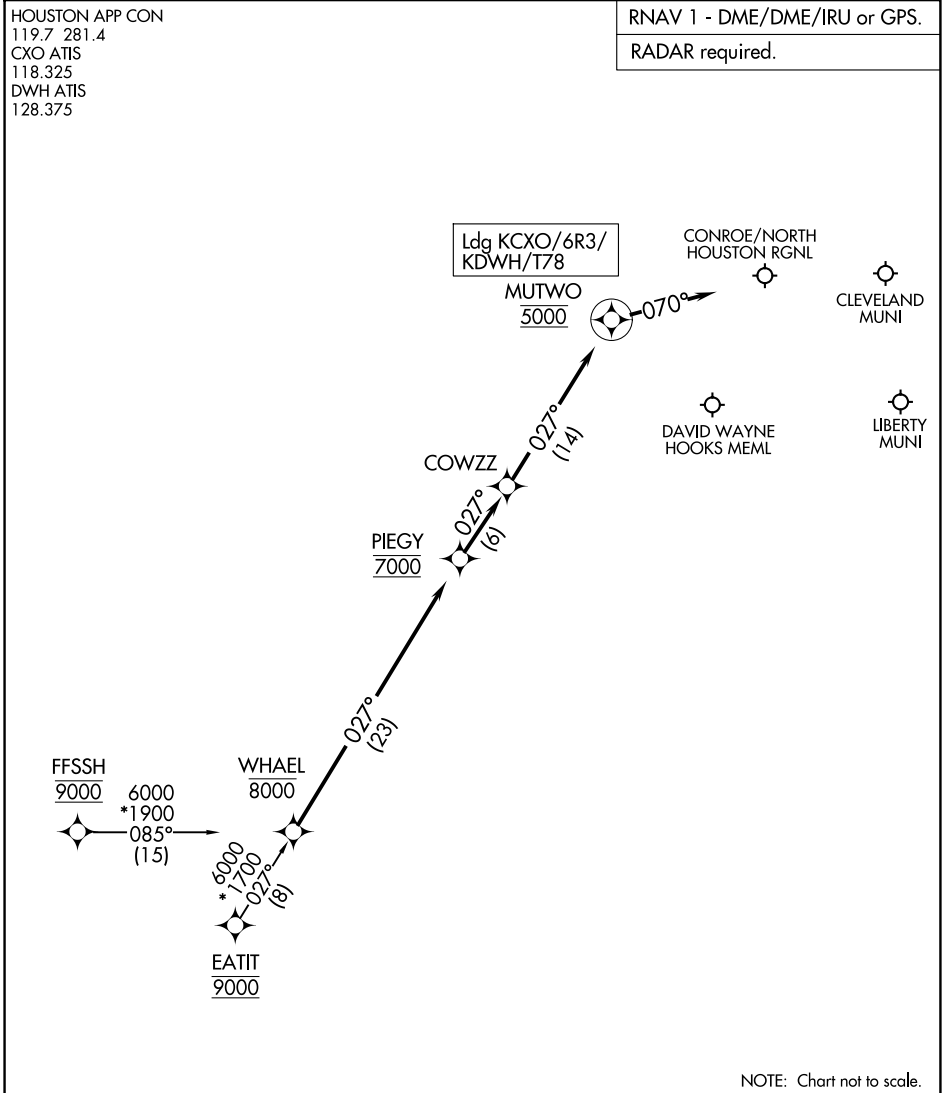 HOUSTON APP CON
119.7 281.4
CXO ATIS
118.325
DWH ATIS
128.375
RNAV 1 - DME/DME/IRU or GPS.
RADAR required.
Ldg KCXO/6R3/
KDWH/T78
MUTWO
5000
070°
CONROE/NORTH
HOUSTON RGNL
CLEVELAND
MUNI
DAVID WAYNE
HOOKS MEML
LIBERTY
MUNI
027°
(14)
COWZZ
027°
(6)
PIEGY
7000
027°
(23)
FFSSH
9000
6000
*1900
085°
(15)
WHAEL
8000
6000
*1700
027°
(8)
EATIT
9000
NOTE: Chart not to scale.